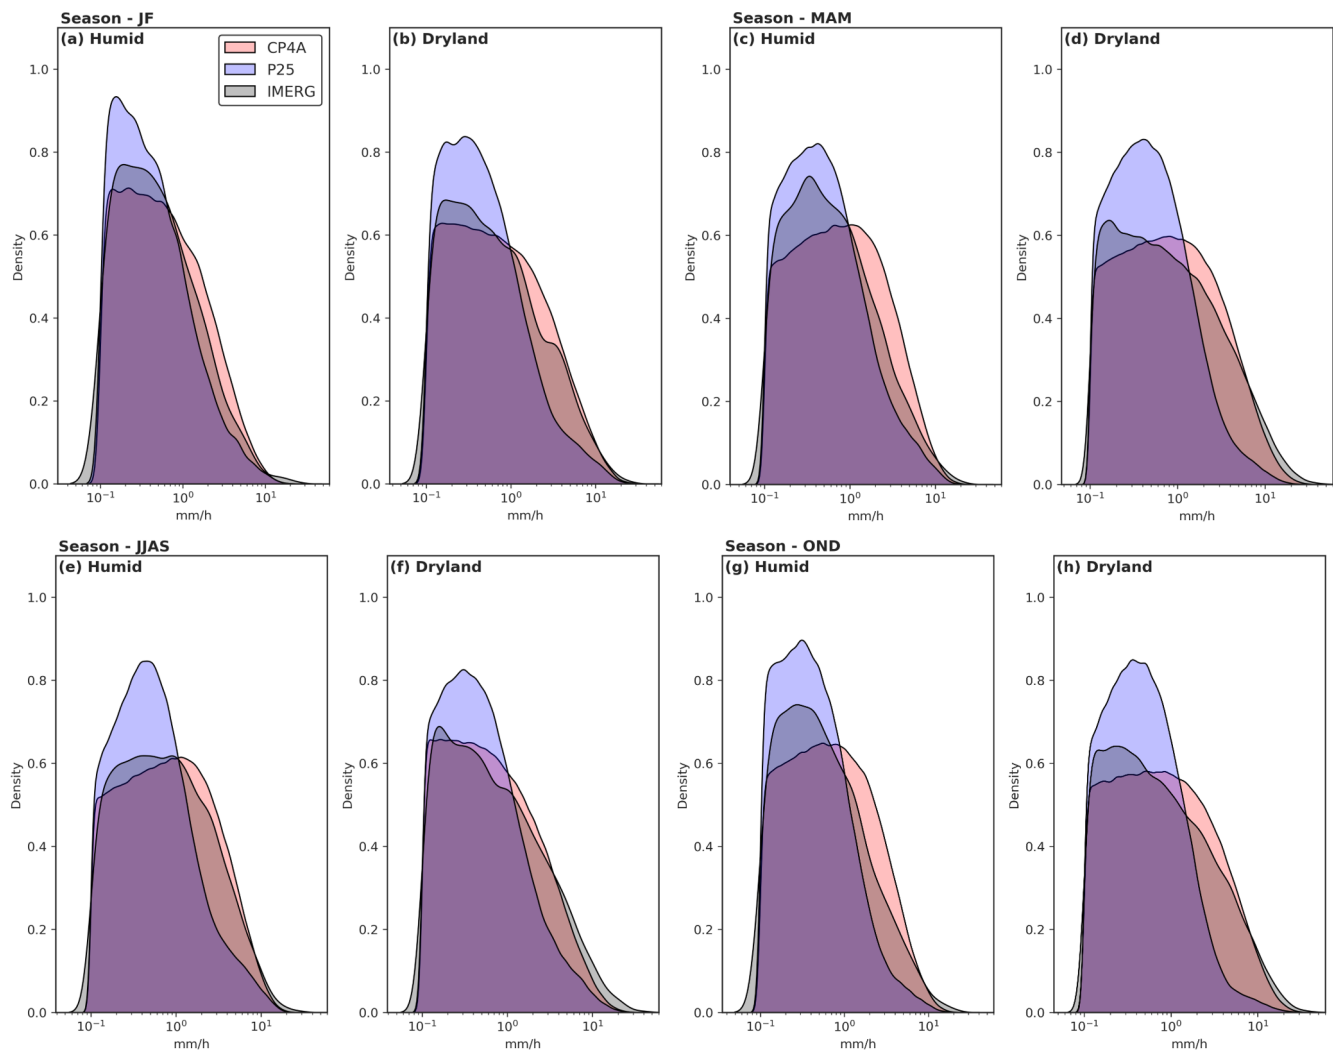 Season - JF
(a) Humid
CP4A
P25
IMERG
1.0
0.8
0.6
0.4
0.2
0.0
Density
10⁻¹
10⁰
10¹
mm/h
(b) Dryland
1.0
0.8
0.6
0.4
0.2
0.0
Density
10⁻¹
10⁰
10¹
mm/h
Season - MAM
(c) Humid
1.0
0.8
0.6
0.4
0.2
0.0
Density
10⁻¹
10⁰
10¹
mm/h
(d) Dryland
1.0
0.8
0.6
0.4
0.2
0.0
Density
10⁻¹
10⁰
10¹
mm/h
Season - JJAS
(e) Humid
1.0
0.8
0.6
0.4
0.2
0.0
Density
10⁻¹
10⁰
10¹
mm/h
(f) Dryland
1.0
0.8
0.6
0.4
0.2
0.0
Density
10⁻¹
10⁰
10¹
mm/h
Season - OND
(g) Humid
1.0
0.8
0.6
0.4
0.2
0.0
Density
10⁻¹
10⁰
10¹
mm/h
(h) Dryland
1.0
0.8
0.6
0.4
0.2
0.0
Density
10⁻¹
10⁰
10¹
mm/h